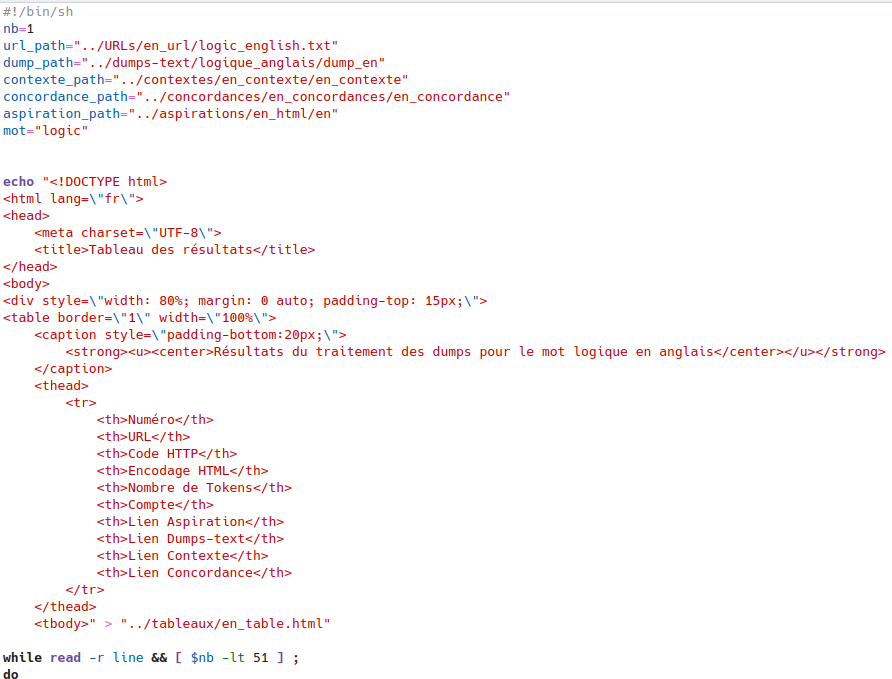 #!/bin/sh
nb=1
url_path="../URLs/en_url/logic_english.txt"
dump_path="../dumps-text/logique_anglais/dump_en"
contexte_path="../contextes/en_contexte/en_contexte"
concordance_path="../concordances/en_concordances/en_concordance"
aspiration_path="../aspirations/en_html/en"
mot="logic"
echo "<!DOCTYPE html>
<html lang=\"fr\">
<head>
    <meta charset=\"UTF-8\">
    <title>Tableau des résultats</title>
</head>
<body>
<div style=\"width: 80%; margin: 0 auto; padding-top: 15px;\">
<table border=\"1\" width=\"100%\">
    <caption style=\"padding-bottom:20px;\">
        <strong><u><center>Résultats du traitement des dumps pour le mot logique en anglais</center></u></strong>
    </caption>
    <thead>
        <tr>
            <th>Numéro</th>
            <th>URL</th>
            <th>Code HTTP</th>
            <th>Encodage HTML</th>
            <th>Nombre de Tokens</th>
            <th>Compte</th>
            <th>Lien Aspiration</th>
            <th>Lien Dumps-text</th>
            <th>Lien Contexte</th>
            <th>Lien Concordance</th>
        </tr>
    </thead>
    <tbody>" > "../tableaux/en_table.html"
while read -r line && [ $nb -lt 51 ] ;
do